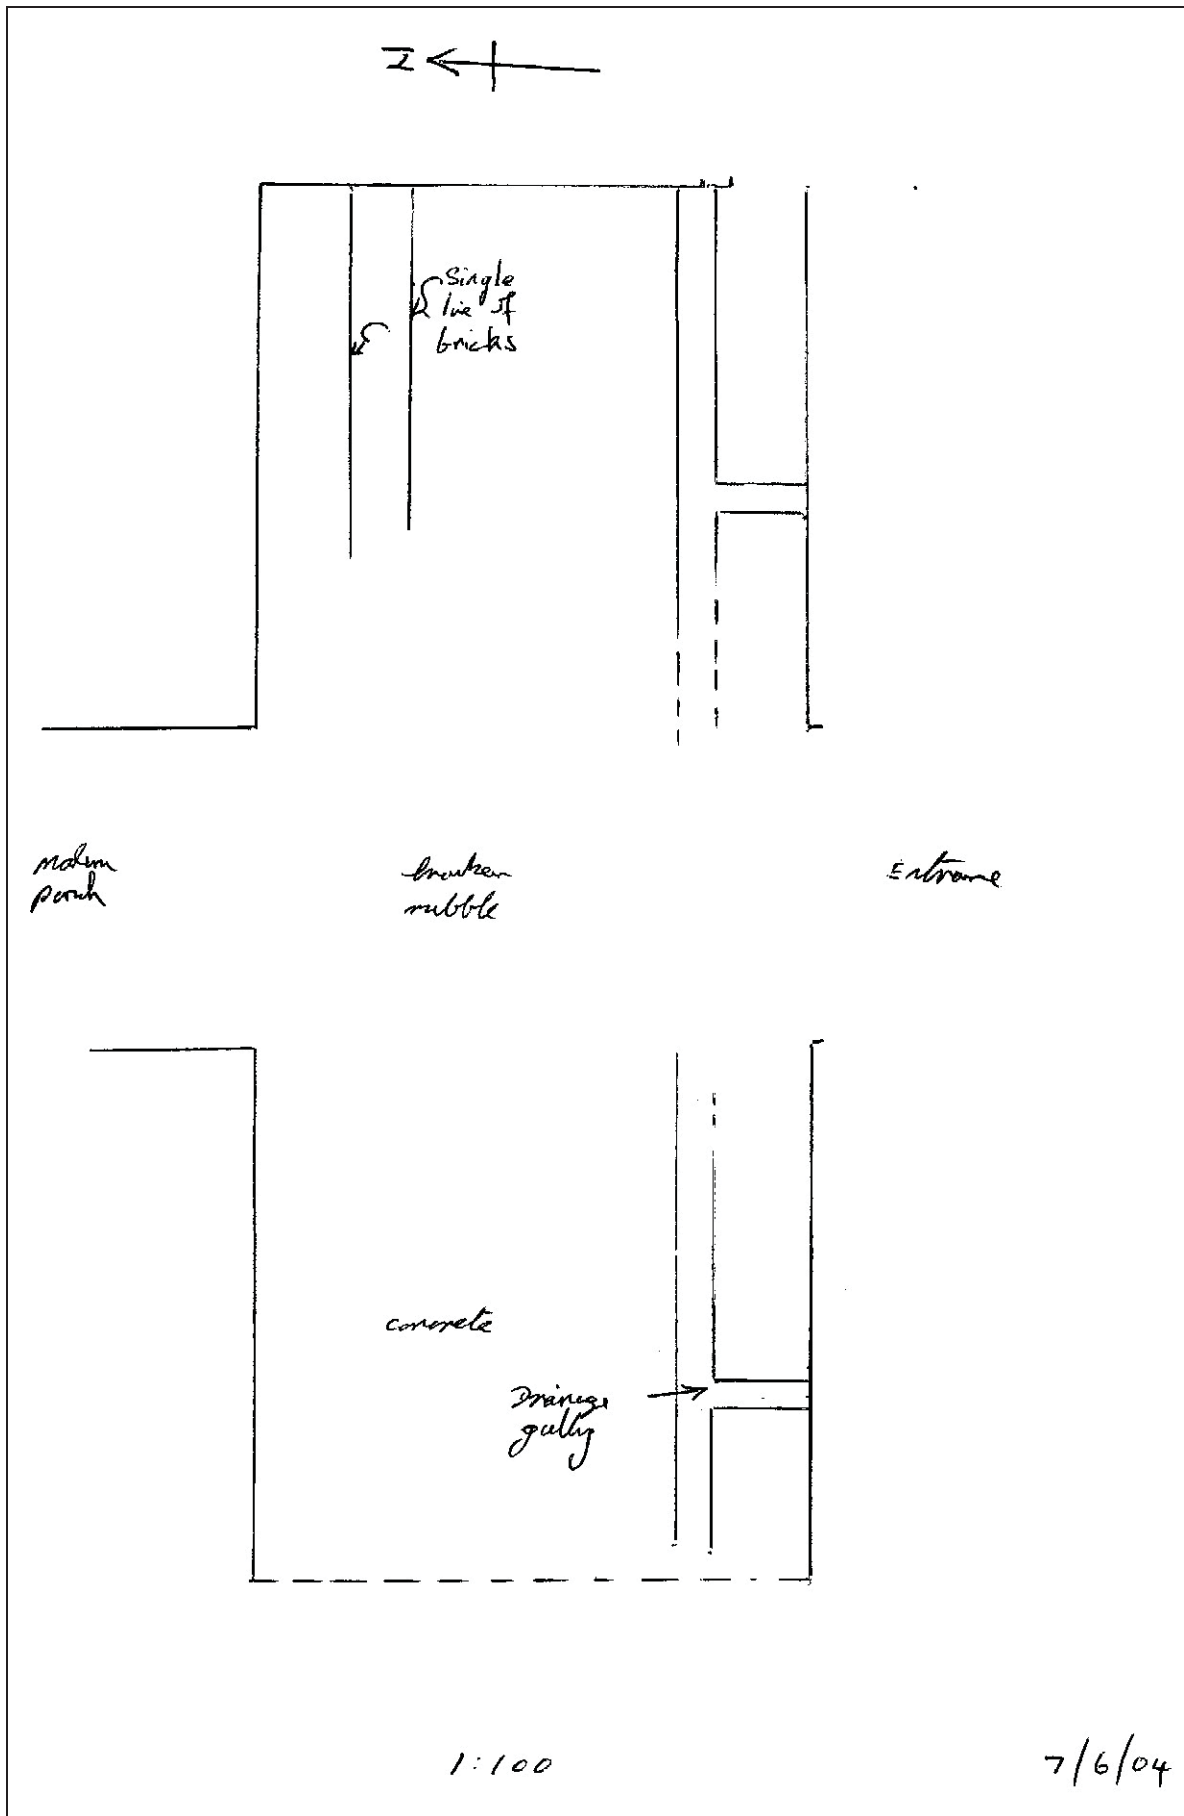 N
Single
line of
bricks
modern
porch
broken
rubble
Entrance
concrete
Drainage
gully
1:100
7/6/04